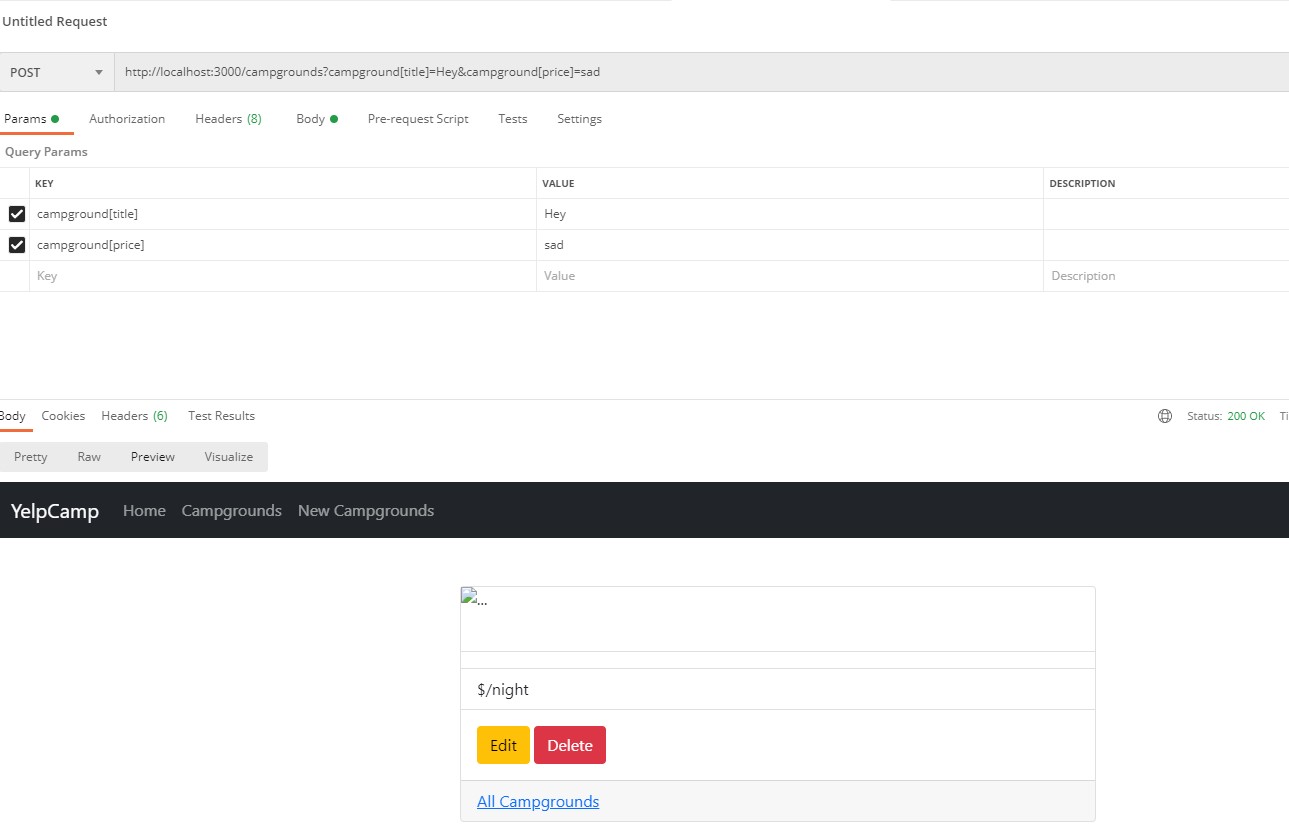 Untitled Request
POST http://localhost:3000/campgrounds?campground[title]=Hey&campground[price]=sad
Params Authorization Headers (8) Body Pre-request Script Tests Settings
Query Params
KEY VALUE DESCRIPTION
campground[title] Hey
campground[price] sad
Key Value Description
Body Cookies Headers (6) Test Results Status: 200 OK
Pretty Raw Preview Visualize
YelpCamp Home Campgrounds New Campgrounds
...
$/night
Edit Delete
All Campgrounds